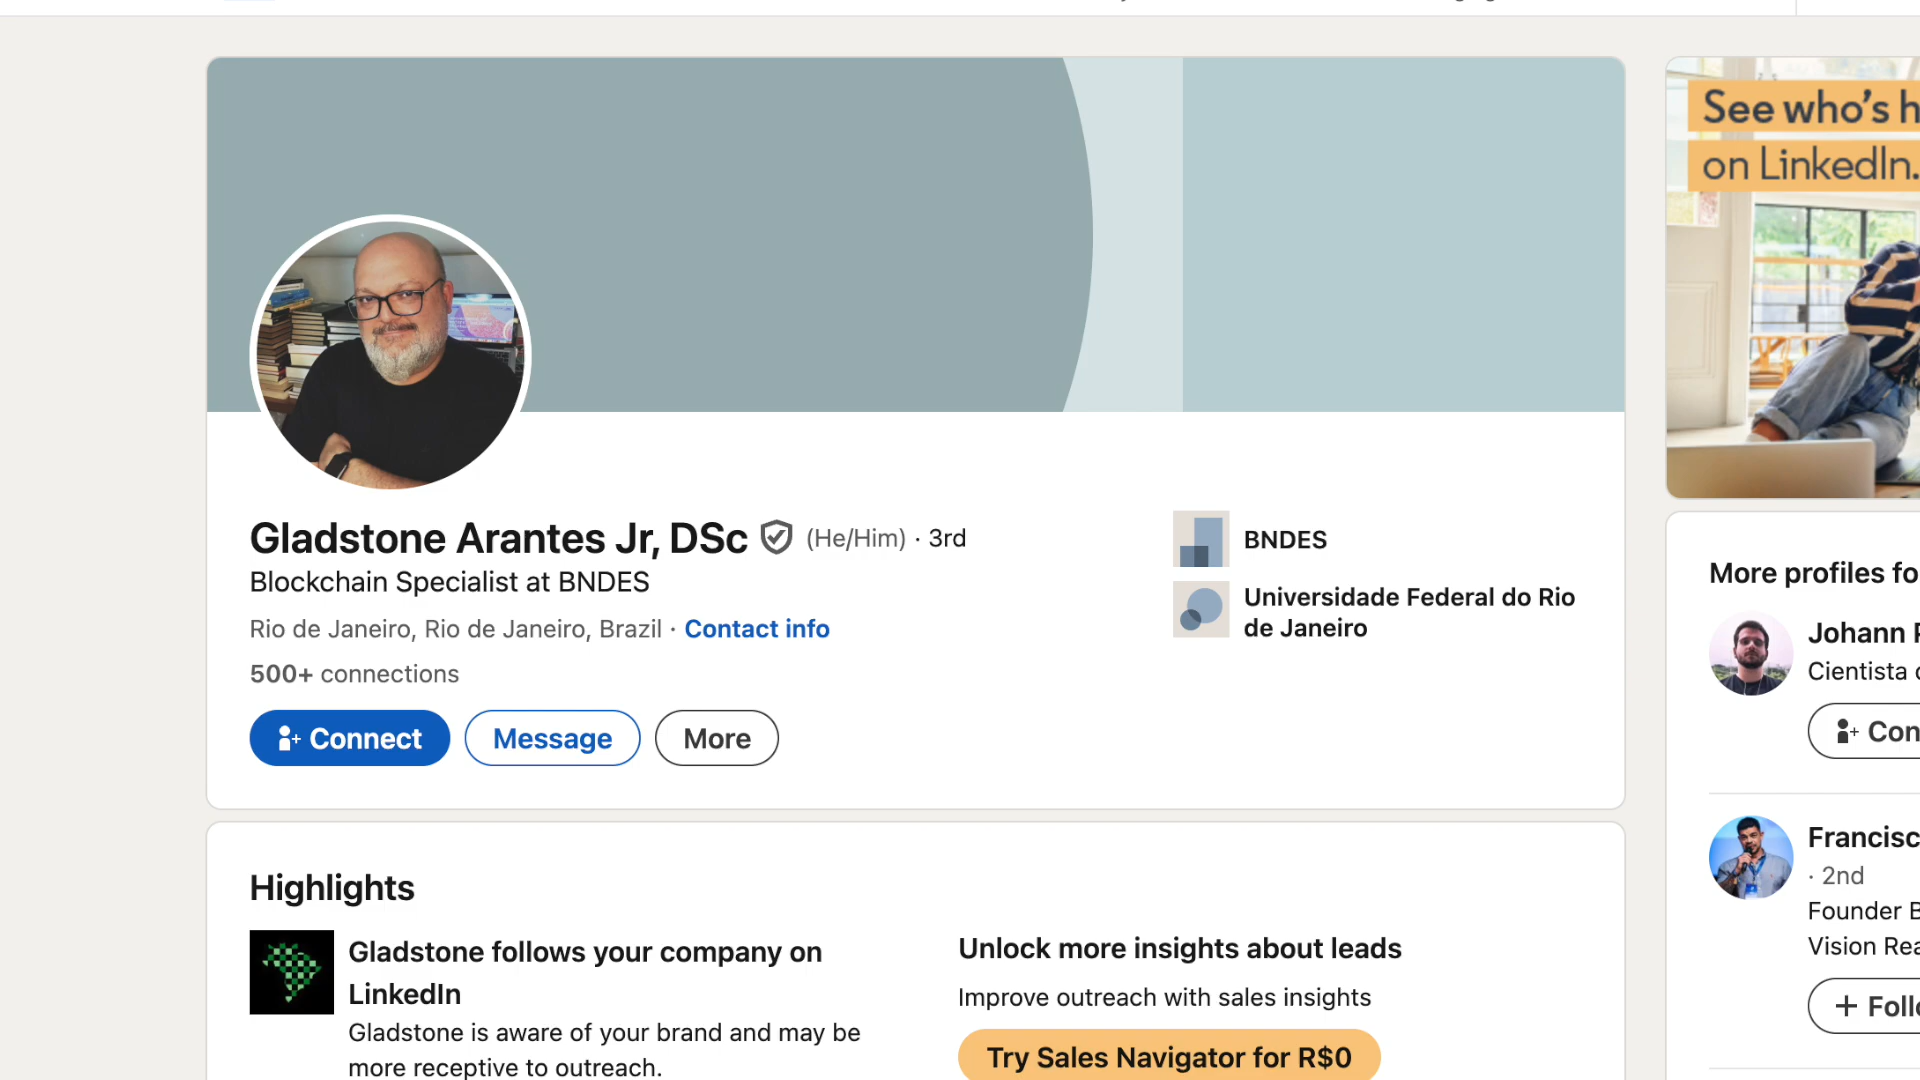 See who's h
on LinkedIn.
Gladstone Arantes Jr, DSc (He/Him) · 3rd
Blockchain Specialist at BNDES
Rio de Janeiro, Rio de Janeiro, Brazil · Contact info
500+ connections
Connect
Message
More
BNDES
Universidade Federal do Rio
de Janeiro
Highlights
Gladstone follows your company on
LinkedIn
Gladstone is aware of your brand and may be
more receptive to outreach.
Unlock more insights about leads
Improve outreach with sales insights
Try Sales Navigator for R$0
More profiles fo
Johann
Cientista
Con
Francisc
· 2nd
Founder
Vision Rea
+ Follo